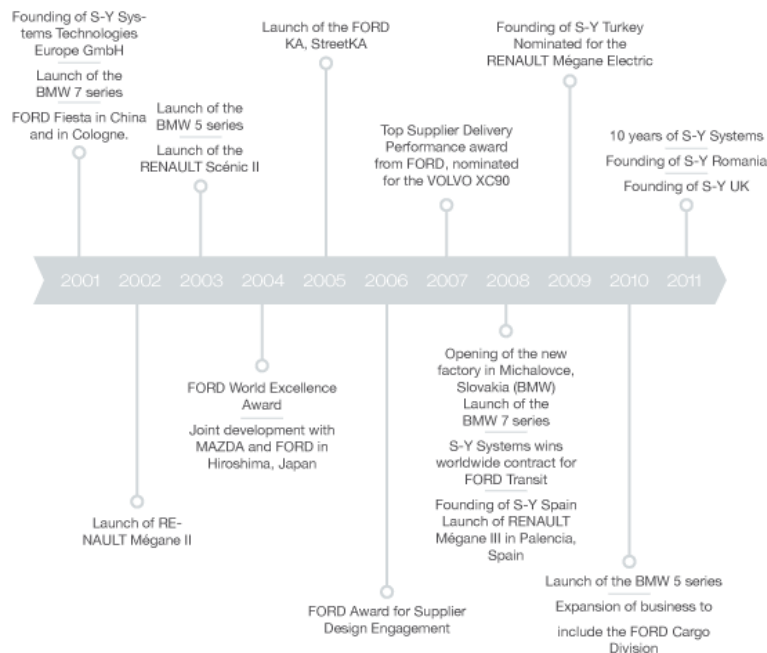 Founding of S-Y Sys-
tems Technologies
Europe GmbH
Launch of the
BMW 7 series
FORD Fiesta in China
and in Cologne.
Launch of the
BMW 5 series
Launch of the
RENAULT Scénic II
Launch of the FORD
KA, StreetKA
Top Supplier Delivery
Performance award
from FORD, nominated
for the VOLVO XC90
Founding of S-Y Turkey
Nominated for the
RENAULT Mégane Electric
10 years of S-Y Systems
Founding of S-Y Romania
Founding of S-Y UK
2001 2002 2003 2004 2005 2006 2007 2008 2009 2010 2011
Launch of RE-
NAULT Mégane II
FORD World Excellence
Award
Joint development with
MAZDA and FORD in
Hiroshima, Japan
FORD Award for Supplier
Design Engagement
Opening of the new
factory in Michalovce,
Slovakia (BMW)
Launch of the
BMW 7 series
S-Y Systems wins
worldwide contract for
FORD Transit
Founding of S-Y Spain
Launch of RENAULT
Mégane III in Palencia,
Spain
Launch of the BMW 5 series
Expansion of business to
include the FORD Cargo
Division